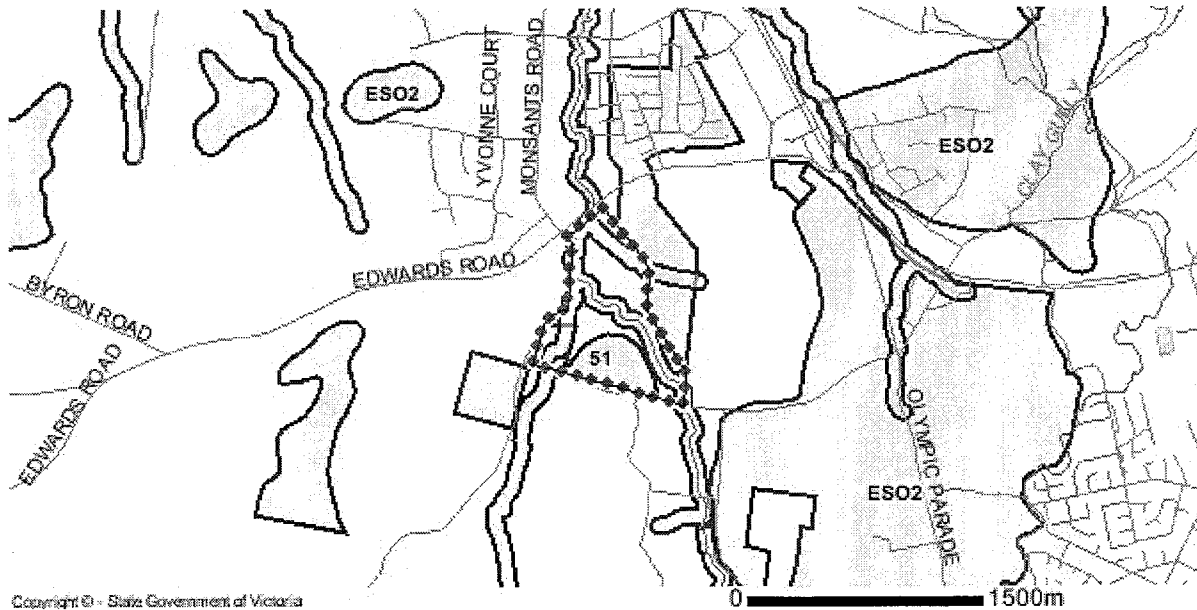 YVONNE COURT
MONSANTS ROAD
ESO2
ESO2
CLAY GULLY
EDWARDS ROAD
BYRON ROAD
EDWARDS ROAD
51
OLYMPIC PARADE
ESO2
Copyright © - State Government of Victoria
0 1500m